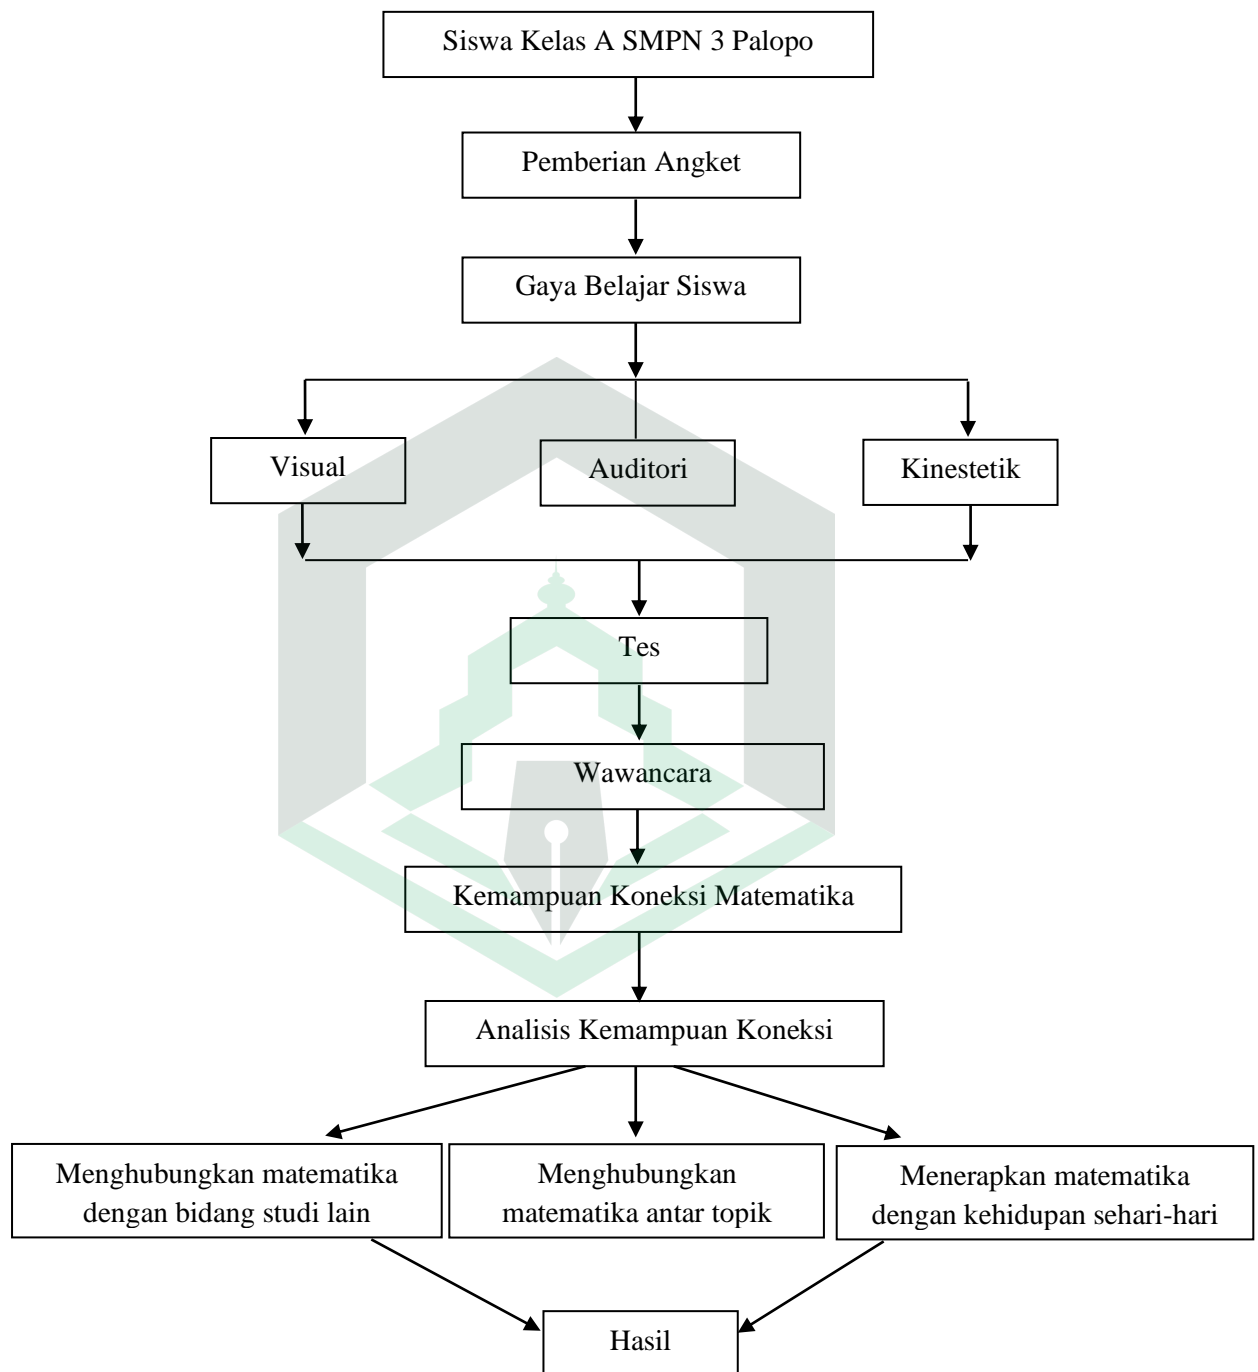 Siswa Kelas A SMPN 3 Palopo
Pemberian Angket
Gaya Belajar Siswa
Visual
Auditori
Kinestetik
Tes
Wawancara
Kemampuan Koneksi Matematika
Analisis Kemampuan Koneksi
Menghubungkan matematika
dengan bidang studi lain
Menghubungkan
matematika antar topik
Menerapkan matematika
dengan kehidupan sehari-hari
Hasil